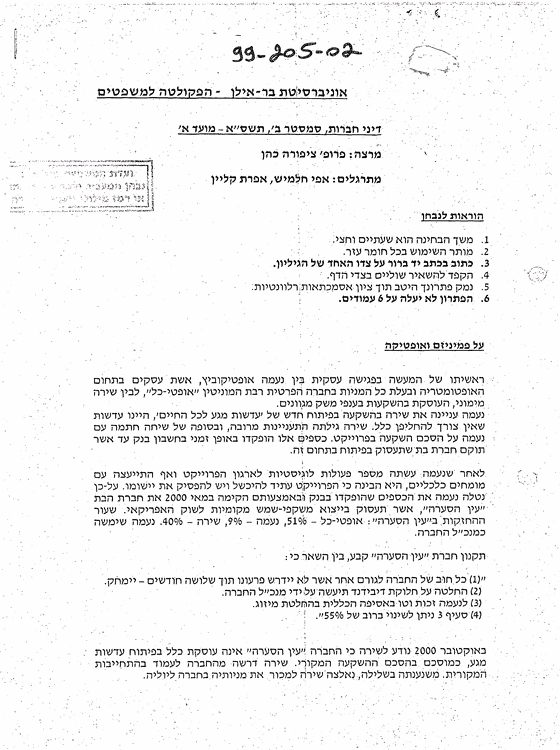 99-205-02
אוניברסיטת בר-אילן - הפקולטה למשפטים
דיני חברות, סמסטר ב', תשס"א – מועד א'
מרצה: פרופ' ציפורה כהן
מתרגלים: אפי חלמיש, אפרת קליין
הוראות לנבחן
1. משך הבחינה הוא שעתיים וחצי.
2. מותר השימוש בכל חומר עזר.
3. כתוב בכתב יד ברור על צדו האחד של הגיליון.
4. הקפד להשאיר שוליים בצדי הדף.
5. נמק פתרונך היטב תוך ציון אסמכתאות רלוונטיות.
6. הפתרון לא יעלה על 6 עמודים.
על פמיניזם ואופטיקה
ראשיתו של המעשה בפגישה עסקית בין נעמה אופטיקוביץ, אשת עסקים בתחום
האופטומטריה ובעלת כל המניות בחברה הפרטית רבת המוניטין "אופטי-כל", לבין שירה
מימוני, העוסקת בהשקעות בענפי משק מגוונים.
נעמה עניינה את שירה בהשקעה בפיתוח חדש של 'עדשות מגע לכל החיים', היינו עדשות
שאין צורך להחליפן כלל. שירה גילתה התעניינות מרובה, ובסופה של שיחה חתמה עם
נעמה על הסכם השקעה בפרוייקט. כספים אלו הופקדו באופן זמני בחשבון בנק עד אשר
תוקם חברת בת שתעסוק בפיתוח בתחום זה.
לאחר שנעמה עשתה מספר פעולות לוגיסטיות לארגון הפרוייקט ואף התייעצה עם
מומחים כלכליים, היא הבינה כי הפרוייקט עתיד להיכשל ויש להפסיק את יישומו. על-כן
נטלה נעמה את הכספים שהופקדו בבנק ובאמצעותם הקימה במאי 2000 את חברת הבת
"עין הסערה", אשר תעסוק בייצוא משקפי-שמש מקומיות לשוק האפריקאי. שעור
ההחזקות ב"עין הסערה": אופטי-כל – 51%, נעמה – 9%, שירה – 40%. נעמה שימשה
כמנכ"ל החברה.
תקנון חברת "עין הסערה" קבע, בין השאר כי:
"(1) כל חוב של החברה לגורם אחר אשר לא יידרש פרעונו תוך שלושה חודשים – יימחק.
(2) החלטה על חלוקת דיבידנד תיעשה על-ידי מנכ"ל החברה.
(3) לנעמה זכות וטו באסיפה הכללית בהחלטת מיזוג.
(4) סעיף 3 ניתן לשינוי ברוב של 55%".
באוקטובר 2000 נודע לשירה כי החברה "עין הסערה" אינה עוסקת כלל בפיתוח עדשות
מגע, כמוסכם בהסכם ההשקעה המקורי. שירה דרשה מהחברה לעמוד בהתחייבות
המקורית. משנענתה בשלילה, נאלצה שירה למכור את מניותיה בחברה ליוליה.